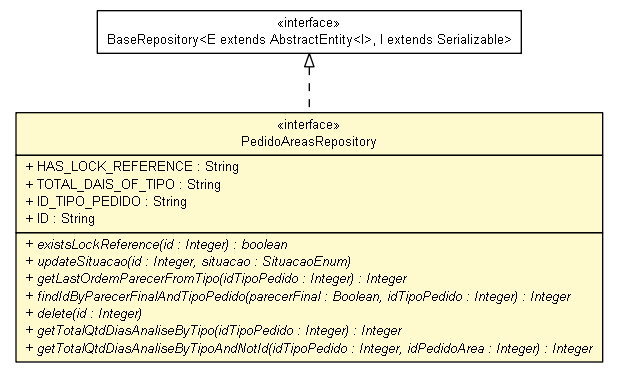 «interface»
BaseRepository<E extends AbstractEntity<I>, I extends Serializable>
«interface»
PedidoAreasRepository
+ HAS_LOCK_REFERENCE : String
+ TOTAL_DAIS_OF_TIPO : String
+ ID_TIPO_PEDIDO : String
+ ID : String
+ existsLockReference(id : Integer) : boolean
+ updateSituacao(id : Integer, situacao : SituacaoEnum)
+ getLastOrdemParecerFromTipo(idTipoPedido : Integer) : Integer
+ findIdByParecerFinalAndTipoPedido(parecerFinal : Boolean, idTipoPedido : Integer) : Integer
+ delete(id : Integer)
+ getTotalQtdDiasAnaliseByTipo(idTipoPedido : Integer) : Integer
+ getTotalQtdDiasAnaliseByTipoAndNotId(idTipoPedido : Integer, idPedidoArea : Integer) : Integer